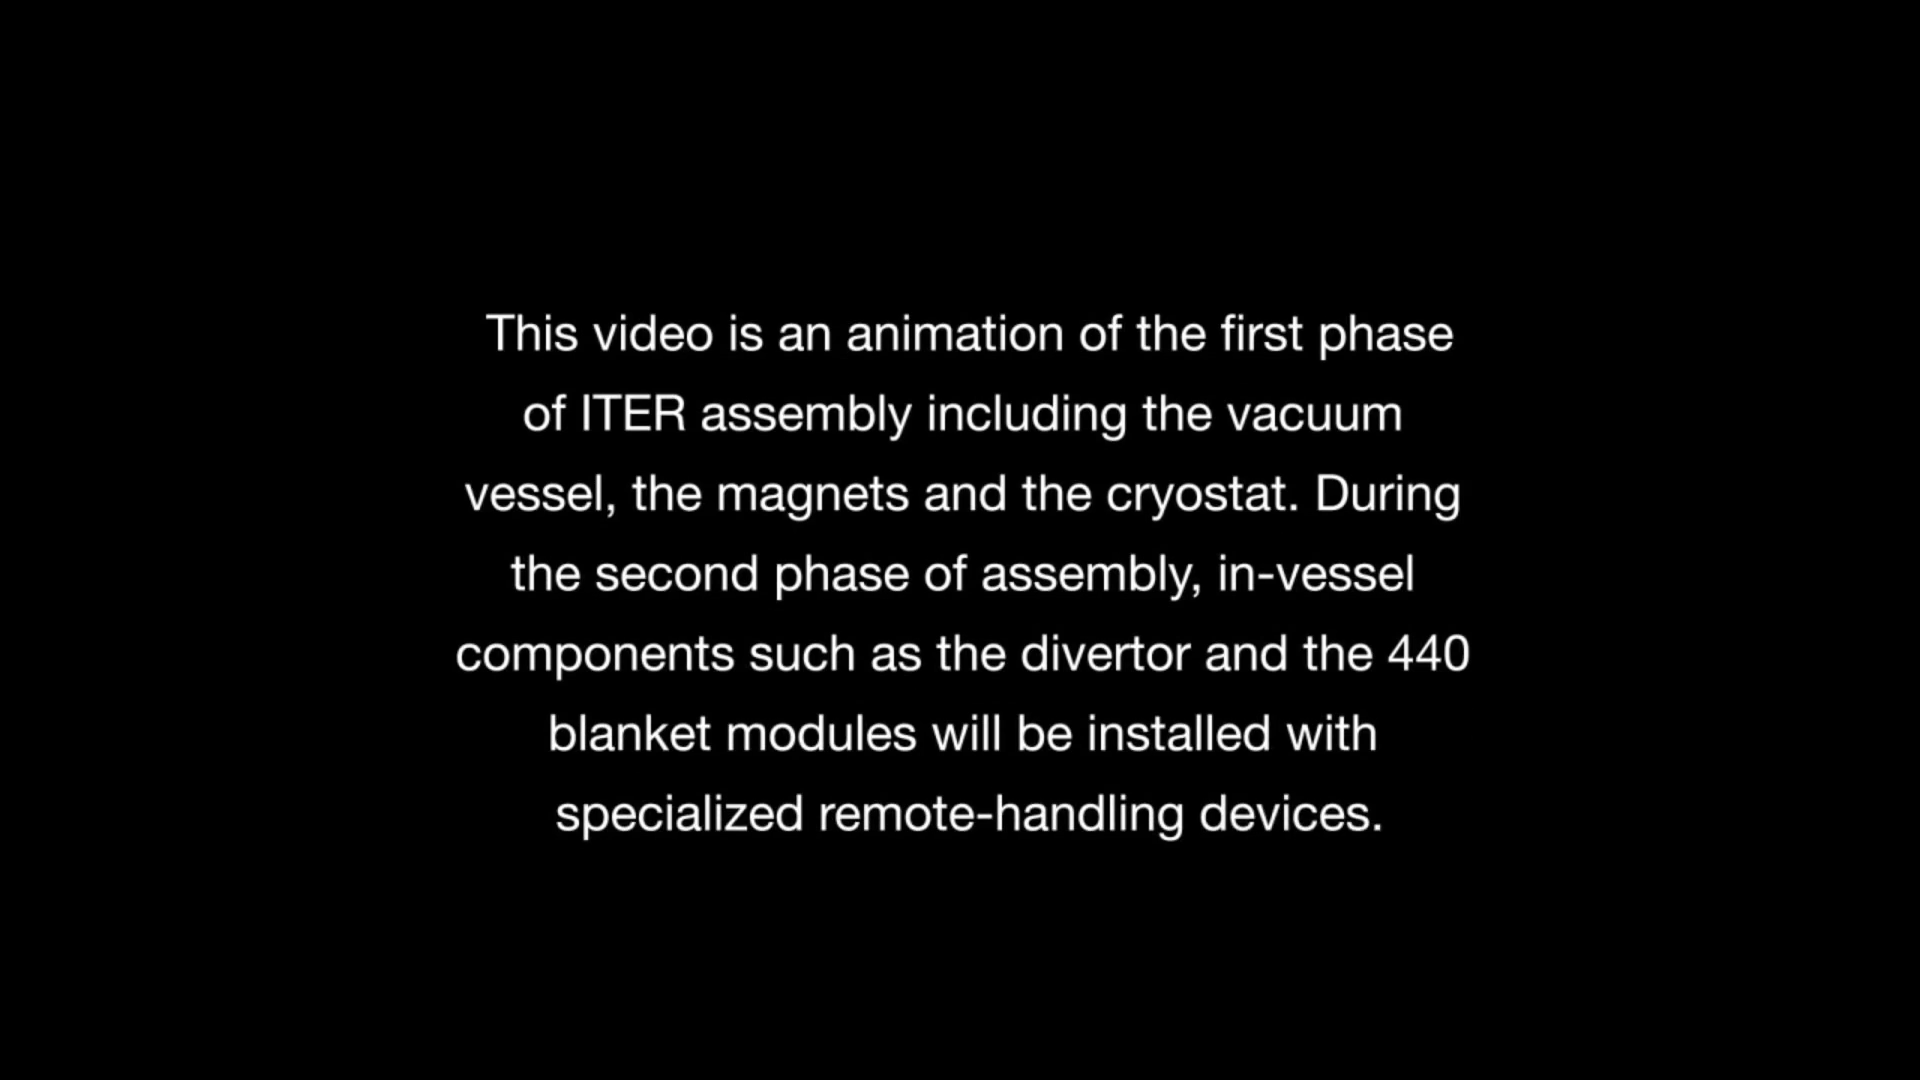 This video is an animation of the first phase
of ITER assembly including the vacuum
vessel, the magnets and the cryostat. During
the second phase of assembly, in-vessel
components such as the divertor and the 440
blanket modules will be installed with
specialized remote-handling devices.